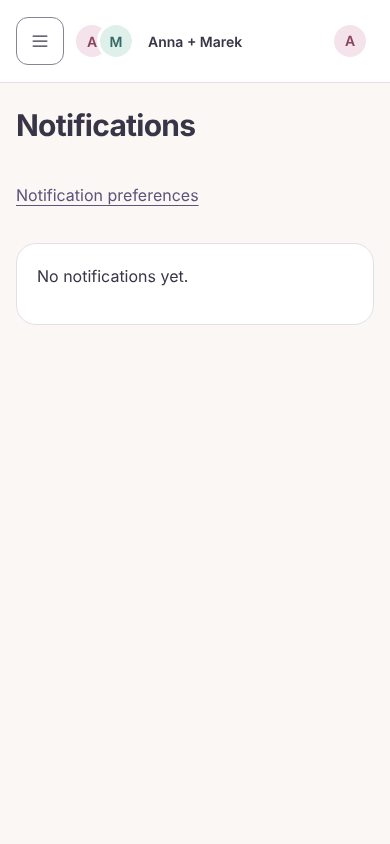 A M Anna + Marek A
Notifications
Notification preferences
No notifications yet.